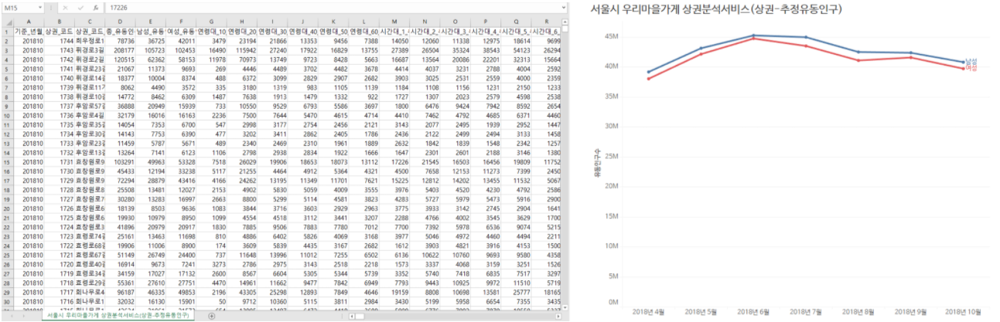 M15 17226
A B C D E F G H I J K L M N O P Q R
1 기준_년월 상권_코드 상권_코드 총_유동인 남성_유동 여성_유동 연령대_10 연령대_20 연령대_30 연령대_40 연령대_50 연령대_60 시간대_1_ 시간대_2_ 시간대_3_ 시간대_4_ 시간대_5_ 시간대_6_
2 201810 1744 희우정로1 78736 36725 42011 3479 23194 21866 13353 9456 7388 14050 12060 11338 12975 18614 9699
3 201810 1743 휘경로3길 208177 105723 102453 16490 115942 27240 17922 16829 13755 27389 26504 35324 38543 54123 26294
4 201810 1742 휘경로2길 120515 62362 58153 11978 70973 13749 9723 8428 5663 16687 13564 20086 22201 32313 15664
5 201810 1741 휘경로23길 21067 11373 9693 269 4446 4489 3702 4482 3678 4414 4037 3231 2788 4004 2592
6 201810 1740 휘경로14길 18377 10004 8374 488 6372 3099 2829 2907 2682 3903 3025 2531 2559 4000 2359
7 201810 1739 휘경로11가 8062 4490 3572 335 3180 1319 983 1105 1139 1184 1108 1156 1231 2150 1233
8 201810 1738 휘경로10길 14772 8462 6309 1487 7638 1913 1479 1332 922 1727 1307 2023 2579 4598 2538
9 201810 1737 후암로57길 36888 20949 15939 733 10550 9529 6793 5586 3697 1800 6476 9424 7942 8592 2654
10 201810 1736 후암로4길 32179 16016 16163 2236 7500 7644 5470 4615 4714 4410 7462 4792 4685 6371 4460
11 201810 1735 후암로35길 14054 7353 6700 547 2998 3177 2754 2456 2121 3143 2077 2495 1939 2952 1447
12 201810 1734 후암로30길 14143 7753 6390 477 3202 3411 2862 2405 1786 2436 2122 2499 2494 3133 1458
13 201810 1733 후암로23길 11459 5787 5671 489 2340 2469 2310 1961 1889 2632 1842 1839 1548 2342 1257
14 201810 1732 후암로13길 13264 7141 6123 1106 2798 2938 2834 1922 1666 1647 2301 2601 2188 3146 1380
15 201810 1731 효창원로9 103291 49963 53328 7518 26029 19906 18653 18073 13112 17226 21545 16503 16456 19809 11752
16 201810 1730 효창원로9 45433 12194 33238 5117 21255 4464 4912 5364 4321 4500 7658 12153 11273 7399 2450
17 201810 1729 효창원로9 72294 28879 43416 4166 24262 13195 11349 11701 7621 15225 12812 14202 13455 11532 5067
18 201810 1728 효창원로8 25508 13481 12027 2153 4902 5830 5059 4009 3555 3976 5403 4520 4230 4792 2586
19 201810 1727 효창원로7 30280 13283 16997 2663 8800 5299 5114 4581 3823 4283 5727 5979 5473 5916 2900
20 201810 1726 효창원로6 18139 8503 9636 1083 3844 3716 3603 2929 2963 3775 3933 3142 2745 2904 1641
21 201810 1725 효창원로6 19930 10979 8950 1099 4554 4518 3112 3441 3207 2288 4766 4002 3545 3629 1700
22 201810 1724 효창원로3 41896 20979 20917 1830 7885 9506 7883 7780 7012 7700 7392 5978 6536 9074 5215
23 201810 1723 효령로74길 25161 13463 11698 810 4886 6402 5826 4069 3168 3977 5046 4972 4460 4494 2211
24 201810 1722 효령로68길 19906 11006 8900 174 3609 5839 4435 3167 2682 1612 3903 4821 3916 4153 1500
25 201810 1721 효령로67길 51149 26749 24400 737 11648 13996 11012 7255 6502 6136 10622 10760 9693 9580 4358
26 201810 1720 효령로40길 16914 9673 7241 3273 2786 2975 3143 2518 2218 1573 3337 4068 3159 3251 1526
27 201810 1719 효령로34길 34159 17027 17132 2600 8567 6604 5305 5344 5739 3352 5740 7418 6835 7517 3297
28 201810 1718 효령로29길 55361 27610 27751 4470 14961 11662 9477 7842 6949 7793 9443 10925 9972 11510 5719
29 201810 1717 회나무로4 96187 46335 49853 2196 43305 25298 12893 7849 4646 19159 8808 10698 13581 25777 18165
30 201810 1716 회나무로1 32032 16130 15901 50 9712 10360 5115 3811 2984 3430 5199 5958 6654 7355 3435
서울시 우리마을가게 상권분석서비스(상권-추정유동인구)
서울시 우리마을가게 상권분석서비스(상권-추정유동인구)
유동인구수
45M
40M
35M
30M
25M
20M
15M
10M
5M
0M
남성
여성
2018년 4월 2018년 5월 2018년 6월 2018년 7월 2018년 8월 2018년 9월 2018년 10월